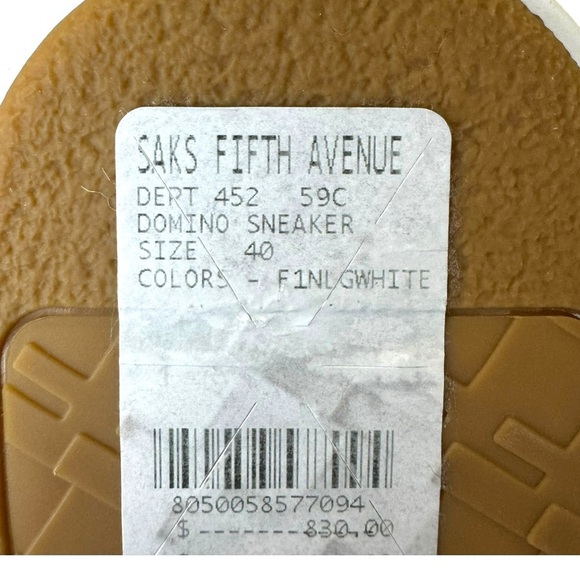 SAKS FIFTH AVENUE
DEPT 452 59C
DOMINO SNEAKER
SIZE 40
COLORS - F1NLGWHITE
8050058577094
$ --------830.00